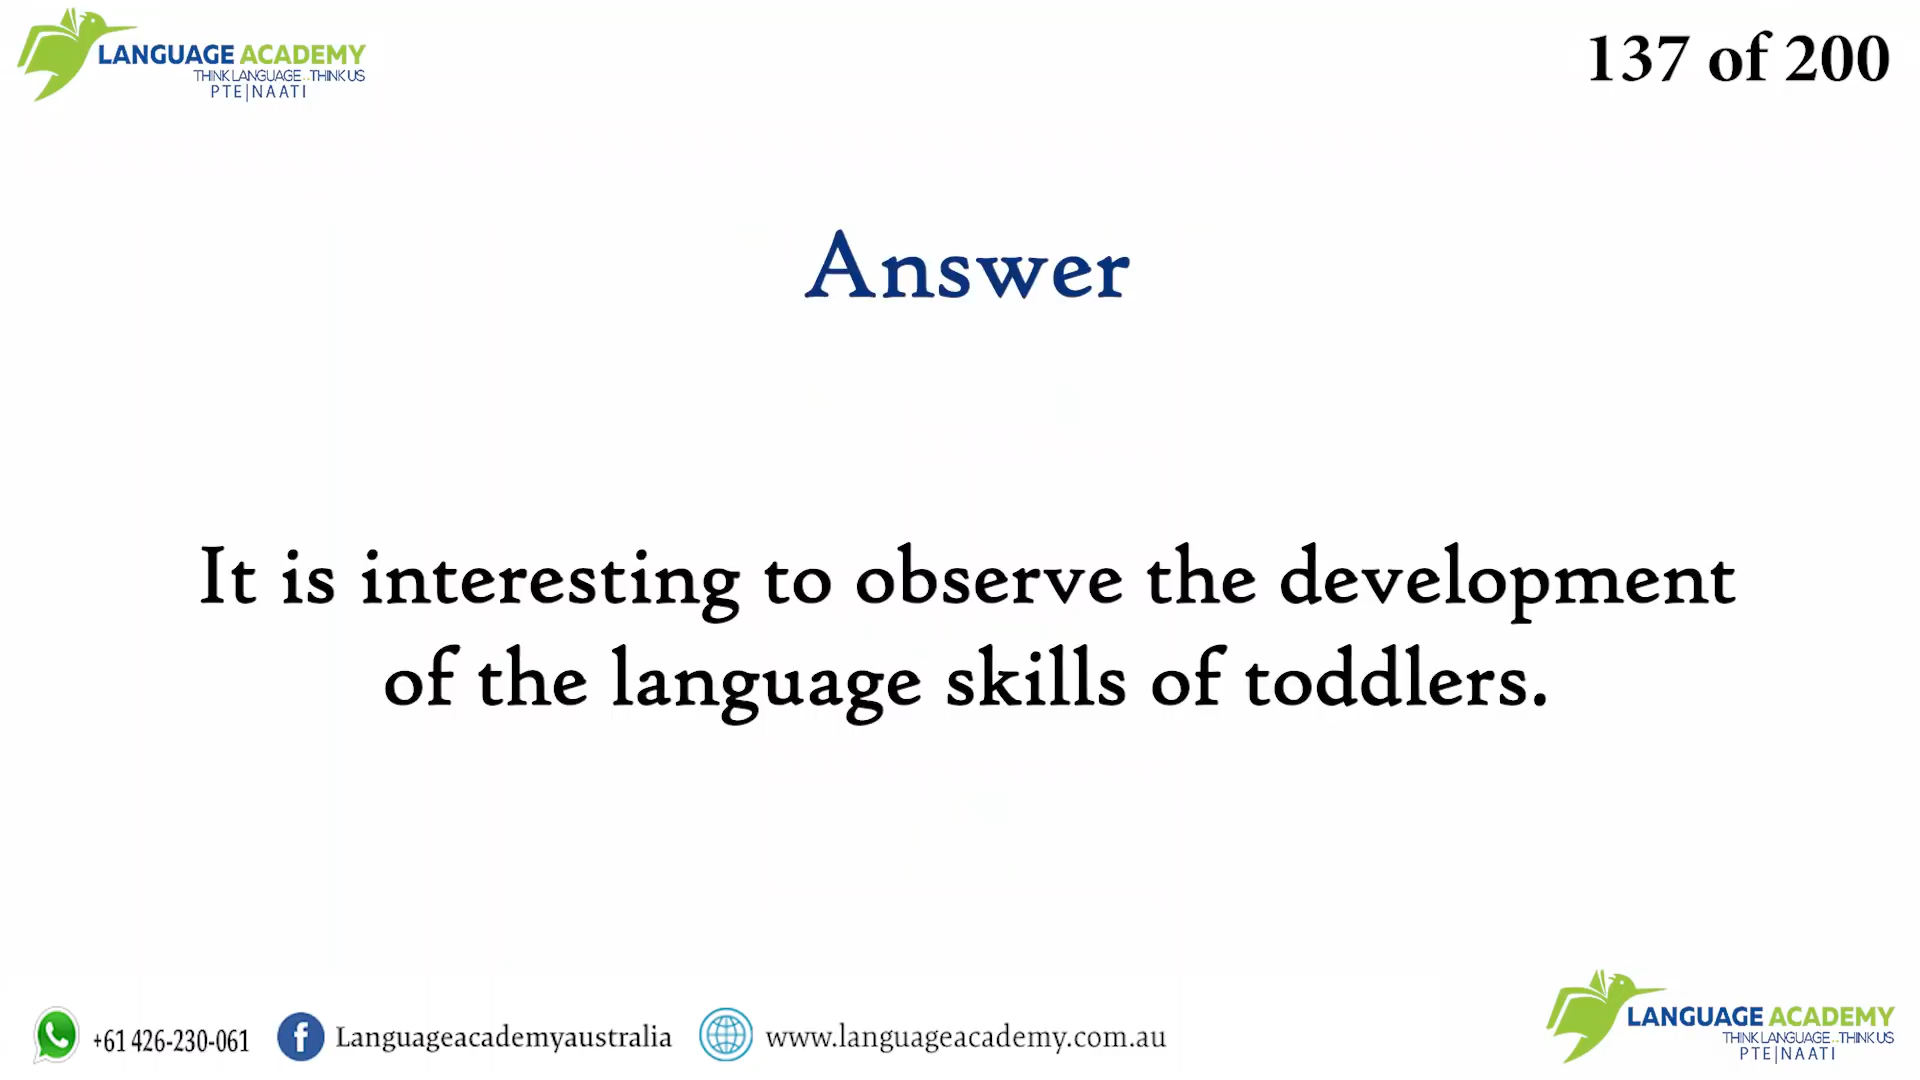 LANGUAGE ACADEMY
THINK LANGUAGE..THINK US
PTE|NAATI
137 of 200
Answer
It is interesting to observe the development
of the language skills of toddlers.
+61 426-230-061
Languageacademyaustralia
www.languageacademy.com.au
LANGUAGE ACADEMY
THINK LANGUAGE..THINK US
PTE|NAATI